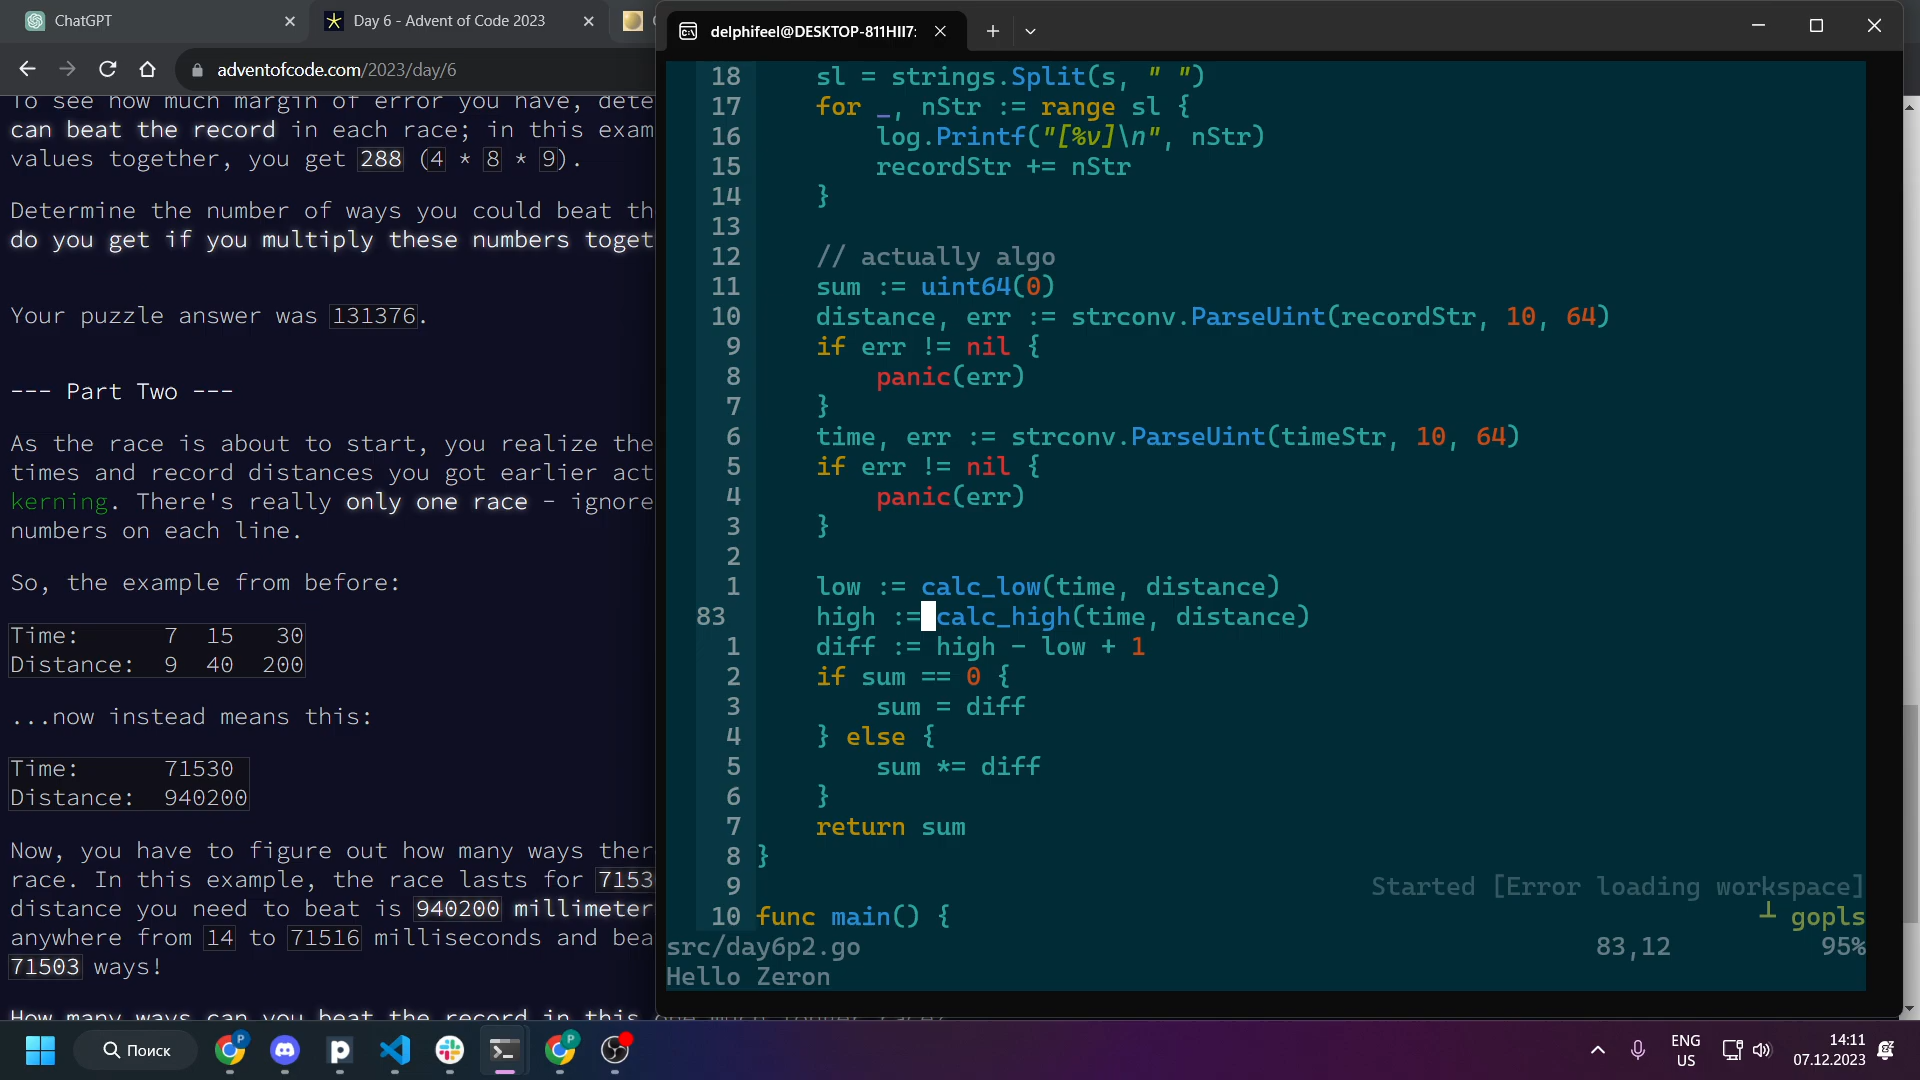 ChatGPT
Day 6 - Advent of Code 2023
delphifeel@DESKTOP-811HII7:
adventofcode.com/2023/day/6
To see how much margin of error you have, dete
can beat the record in each race; in this exam
values together, you get 288 (4 * 8 * 9).
Determine the number of ways you could beat th
do you get if you multiply these numbers toget
Your puzzle answer was 131376.
--- Part Two ---
As the race is about to start, you realize the
times and record distances you got earlier act
kerning. There's really only one race - ignore
numbers on each line.
So, the example from before:
Time: 7 15 30
Distance: 9 40 200
...now instead means this:
Time: 71530
Distance: 940200
Now, you have to figure out how many ways ther
race. In this example, the race lasts for 7153
distance you need to beat is 940200 millimeter
anywhere from 14 to 71516 milliseconds and bea
71503 ways!
How many ways can you beat the record in this one much longer race?
18 sl = strings.Split(s, " ")
17 for _, nStr := range sl {
16 log.Printf("[%v]\n", nStr)
15 recordStr += nStr
14 }
13
12 // actually algo
11 sum := uint64(0)
10 distance, err := strconv.ParseUint(recordStr, 10, 64)
9 if err != nil {
8 panic(err)
7 }
6 time, err := strconv.ParseUint(timeStr, 10, 64)
5 if err != nil {
4 panic(err)
3 }
2
1 low := calc_low(time, distance)
83 high := calc_high(time, distance)
1 diff := high - low + 1
2 if sum == 0 {
3 sum = diff
4 } else {
5 sum *= diff
6 }
7 return sum
8 }
9 Started [Error loading workspace]
10 func main() { ┴ gopls
src/day6p2.go 83,12 95%
Hello Zeron
Поиск
ENG
US
14:11
07.12.2023